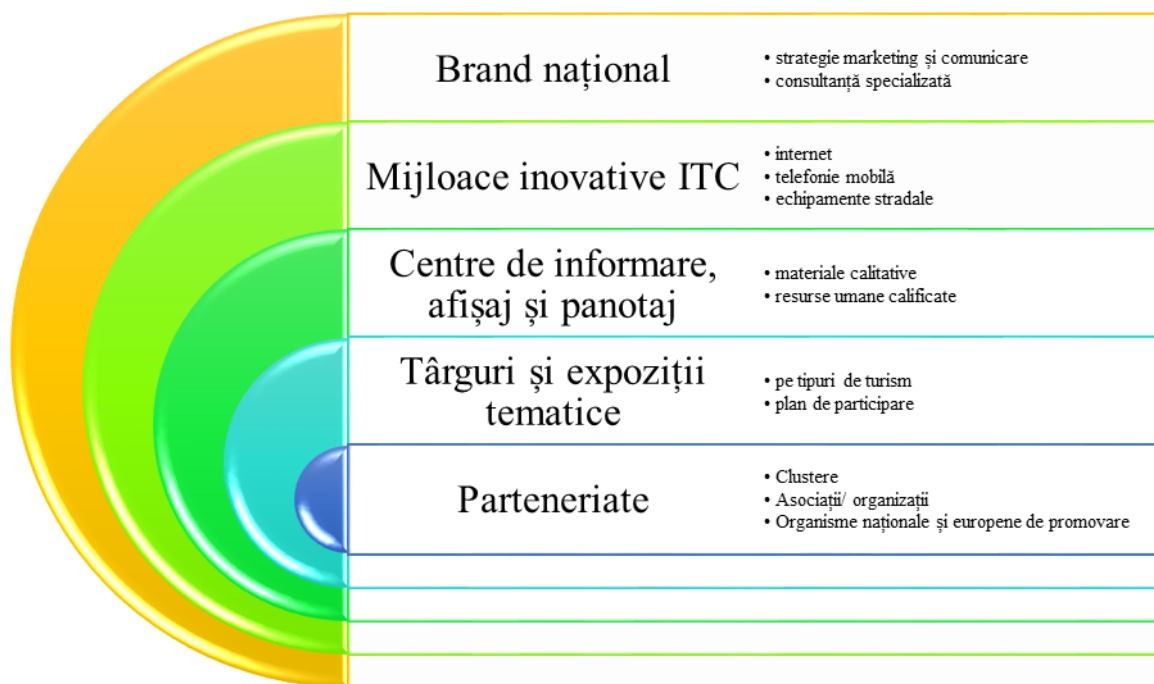 Brand național
• strategie marketing și comunicare
• consultanță specializată
Mijloace inovative ITC
• internet
• telefonie mobilă
• echipamente stradale
Centre de informare,
afișaj și panotaj
• materiale calitative
• resurse umane calificate
Târguri și expoziții
tematice
• pe tipuri de turism
• plan de participare
Parteneriate
• Clustere
• Asociații/ organizații
• Organisme naționale și europene de promovare